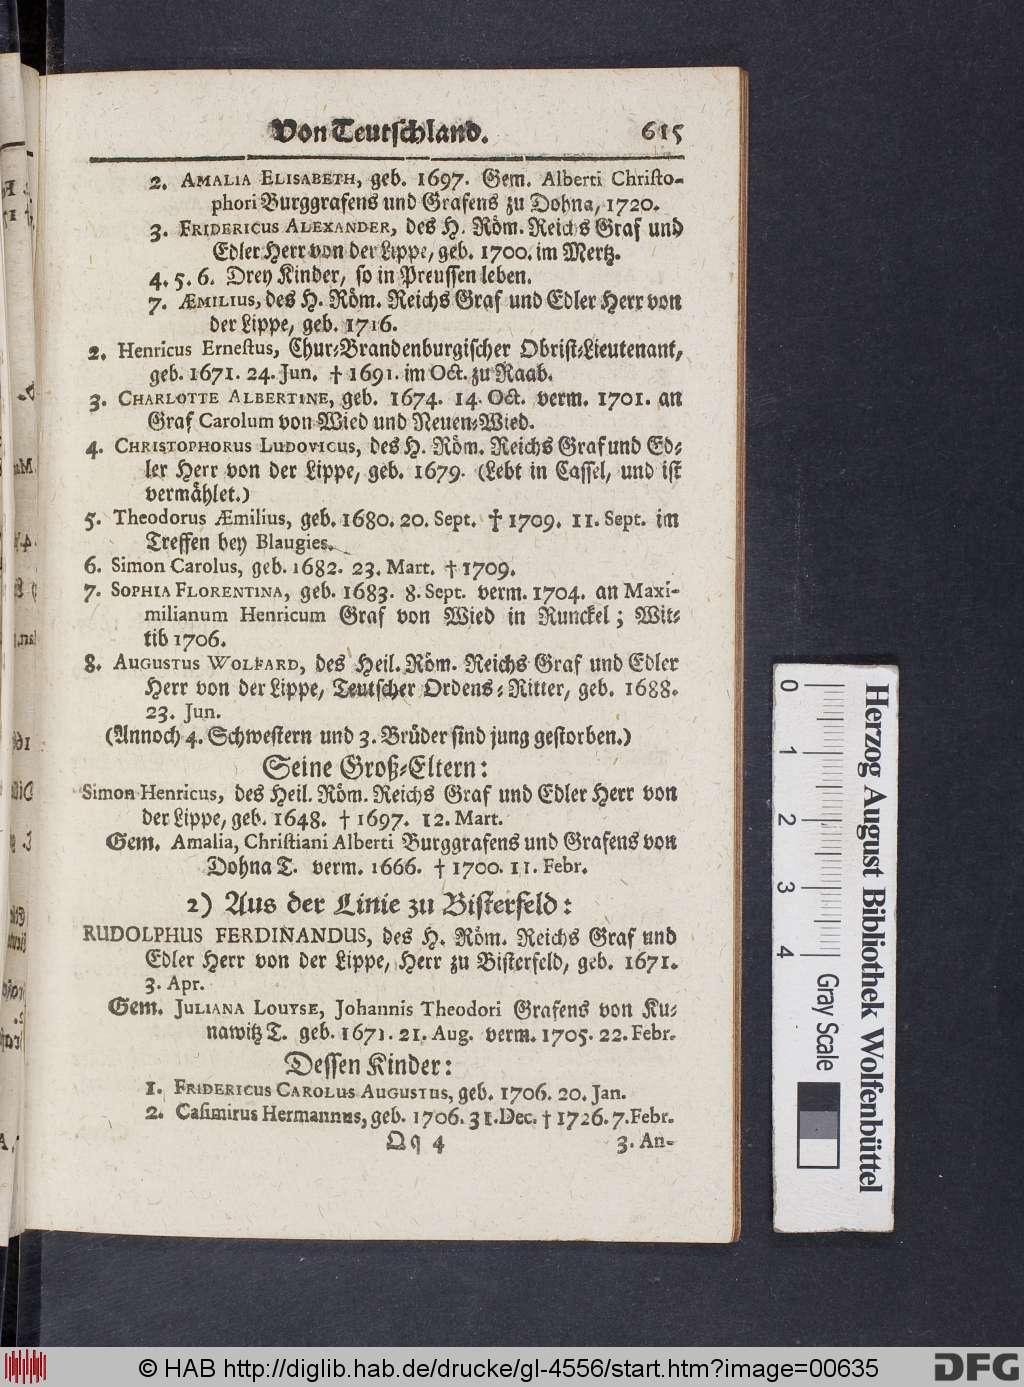 Von Teutschland. 615
2. AMALIA ELISABETH, geb. 1697. Gem. Alberti Christo-
phori Burggrafens und Grafens zu Dohna, 1720.
3. FRIDERICUS ALEXANDER, des H. Röm. Reichs Graf und
Edler Herr von der Lippe, geb. 1700. im Mertz.
4. 5. 6. Drey Kinder, so in Preussen leben.
7. ÆMILIUS, des H. Röm. Reichs Graf und Edler Herr von
der Lippe, geb. 1716.
2. Henricus Ernestus, Chur-Brandenburgischer Obrist-Lieutenant,
geb. 1671. 24. Jun. † 1691. im Oct. zu Raab.
3. CHARLOTTE ALBERTINE, geb. 1674. 14. Oct. verm. 1701. an
Graf Carolum von Wied und Neuen-Wied.
4. CHRISTOPHORUS LUDOVICUS, des H. Röm. Reichs Graf und Ed-
ler Herr von der Lippe, geb. 1679. (Lebt in Cassel, und ist
vermählet.)
5. Theodorus Æmilius, geb. 1680. 20. Sept. † 1709. 11. Sept. im
Treffen bey Blaugies.
6. Simon Carolus, geb. 1682. 23. Mart. † 1709.
7. SOPHIA FLORENTINA, geb. 1683. 8. Sept. verm. 1704. an Maxi-
milianum Henricum Graf von Wied in Runckel; Wit-
tib 1706.
8. AUGUSTUS WOLFARD, des Heil. Röm. Reichs Graf und Edler
Herr von der Lippe, Teutscher Ordens-Ritter, geb. 1688.
23. Jun.
(Annoch 4. Schwestern und 3. Brüder sind jung gestorben.)
Seine Groß-Eltern:
Simon Henricus, des Heil. Röm. Reichs Graf und Edler Herr von
der Lippe, geb. 1648. † 1697. 12. Mart.
Gem. Amalia, Christiani Alberti Burggrafens und Grafens von
Dohna T. verm. 1666. † 1700. 11. Febr.
2) Aus der Linie zu Bisterfeld:
RUDOLPHUS FERDINANDUS, des H. Röm. Reichs Graf und
Edler Herr von der Lippe, Herr zu Bisterfeld, geb. 1671.
3. Apr.
Gem. JULIANA LOUYSE, Johannis Theodori Grafens von Ku-
nawitz T. geb. 1671. 21. Aug. verm. 1705. 22. Febr.
Dessen Kinder:
1. FRIDERICUS CAROLUS AUGUSTUS, geb. 1706. 20. Jan.
2. Casimirus Hermannus, geb. 1706. 31. Dec. † 1726. 7. Febr.
Qq 4 3. An-
0 1 2 3 4
Gray Scale
Herzog August Bibliothek Wolfenbüttel
© HAB http://diglib.hab.de/drucke/gl-4556/start.htm?image=00635
DFG